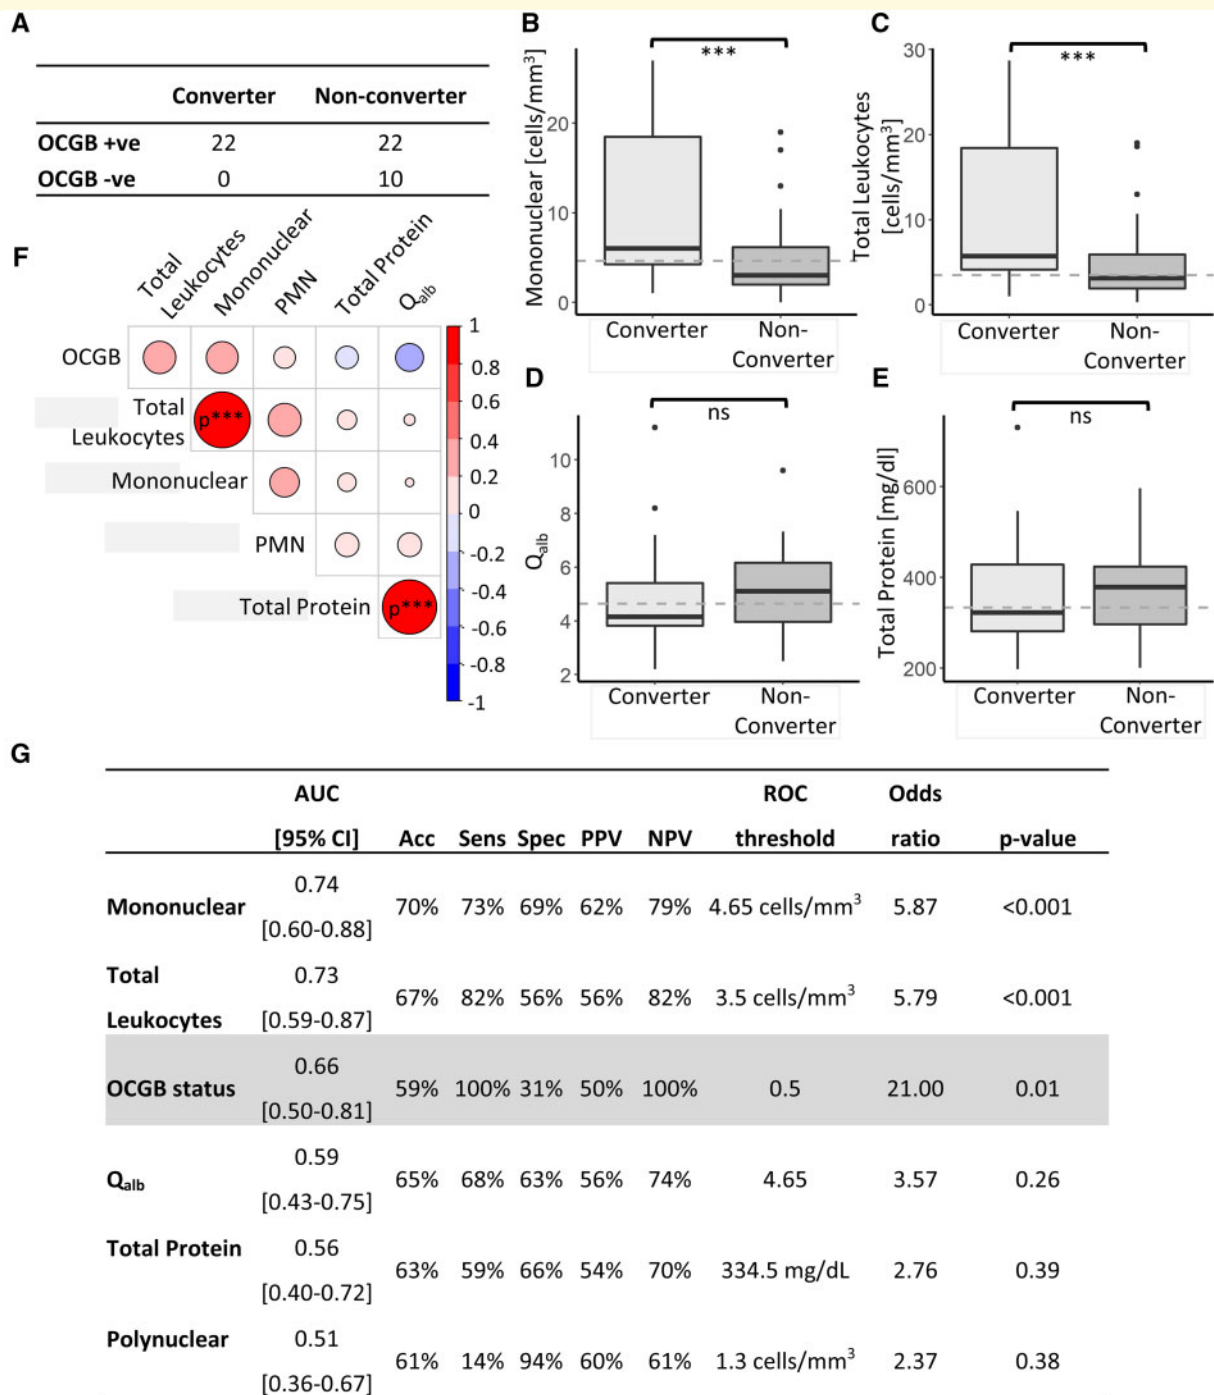 A
Converter Non-converter
OCGB +ve 22 22
OCGB -ve 0 10
B
Mononuclear [cells/mm³]
20
10
0
***
Converter
Non-
Converter
C
Total Leukocytes
[cells/mm³]
30
20
10
0
***
Converter
Non-
Converter
F
Total
Leukocytes
Mononuclear
PMN
Total Protein
Qalb
OCGB
Total
Leukocytes
p***
Mononuclear
PMN
Total Protein
p***
1
0.8
0.6
0.4
0.2
0
-0.2
-0.4
-0.6
-0.8
-1
D
Qalb
10
8
6
4
2
ns
Converter
Non-
Converter
E
Total Protein [mg/dl]
600
400
200
ns
Converter
Non-
Converter
G
AUC ROC Odds
[95% CI] Acc Sens Spec PPV NPV threshold ratio p-value
Mononuclear 0.74 [0.60-0.88] 70% 73% 69% 62% 79% 4.65 cells/mm³ 5.87 <0.001
Total Leukocytes 0.73 [0.59-0.87] 67% 82% 56% 56% 82% 3.5 cells/mm³ 5.79 <0.001
OCGB status 0.66 [0.50-0.81] 59% 100% 31% 50% 100% 0.5 21.00 0.01
Qalb 0.59 [0.43-0.75] 65% 68% 63% 56% 74% 4.65 3.57 0.26
Total Protein 0.56 [0.40-0.72] 63% 59% 66% 54% 70% 334.5 mg/dL 2.76 0.39
Polynuclear 0.51 [0.36-0.67] 61% 14% 94% 60% 61% 1.3 cells/mm³ 2.37 0.38